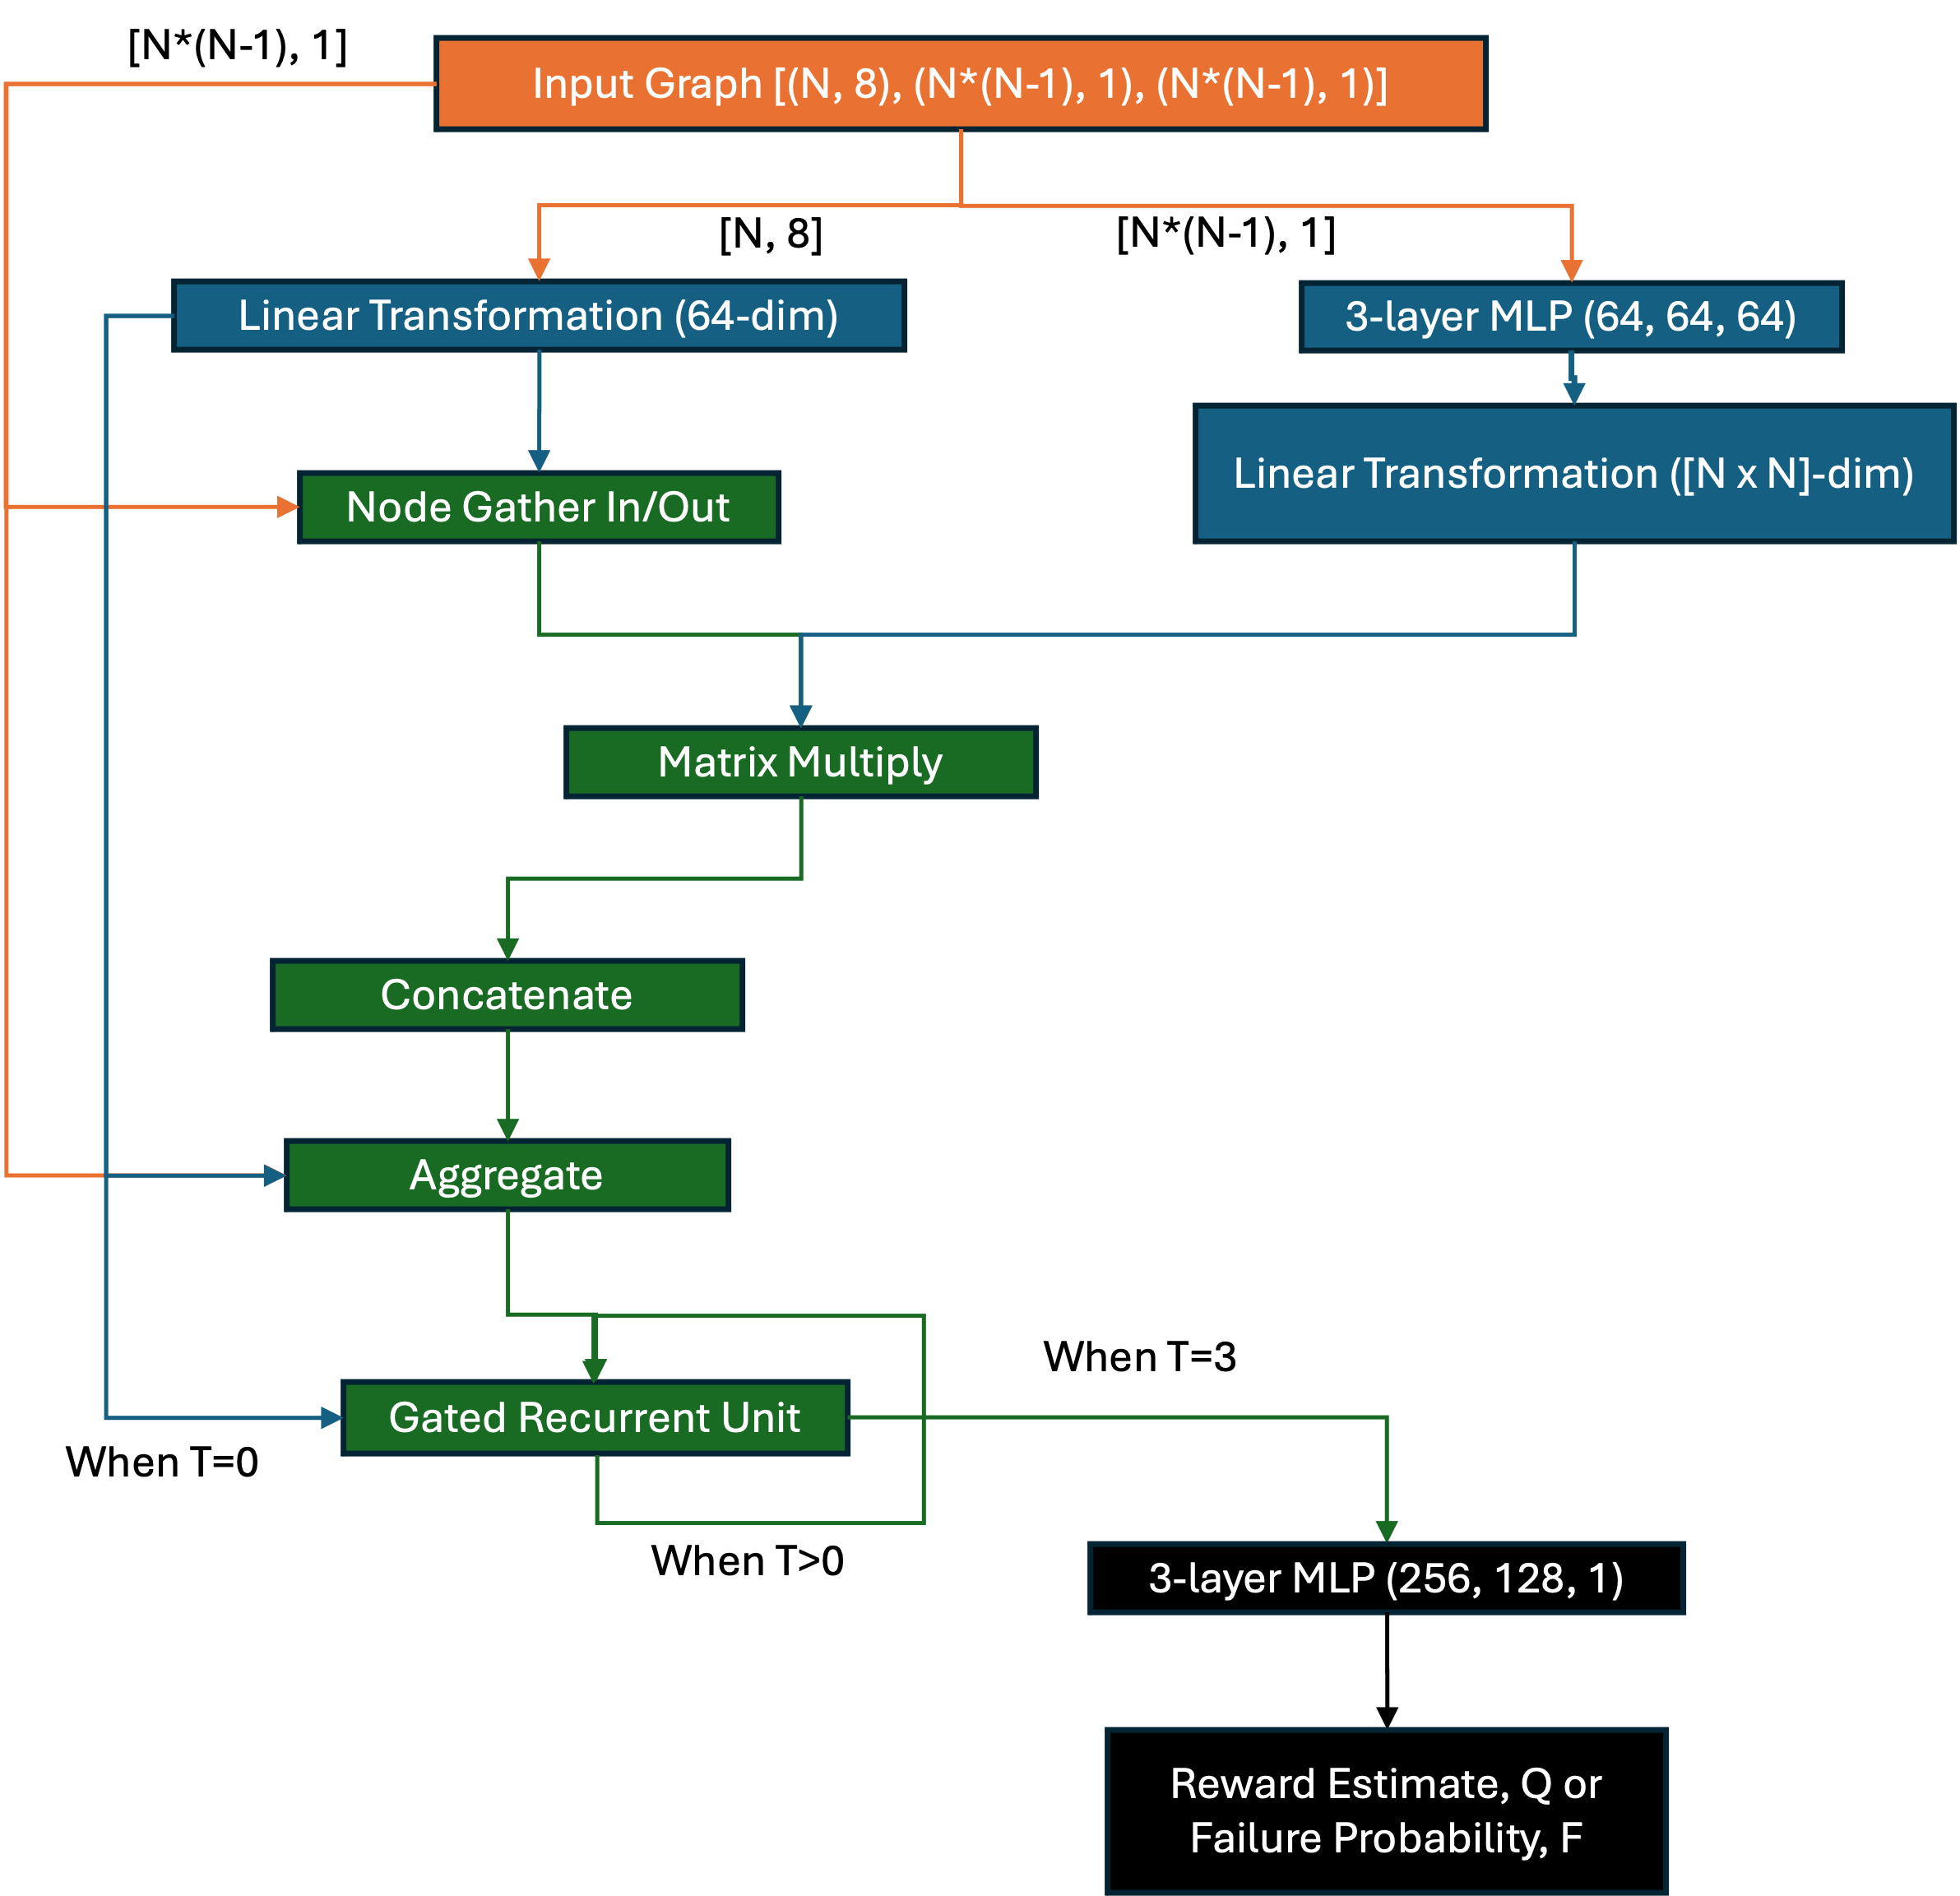 [N*(N-1), 1]
Input Graph [(N, 8), (N*(N-1), 1), (N*(N-1), 1)]
[N, 8]
[N*(N-1), 1]
Linear Transformation (64-dim)
3-layer MLP (64, 64, 64)
Linear Transformation ([N x N]-dim)
Node Gather In/Out
Matrix Multiply
Concatenate
Aggregate
When T=3
Gated Recurrent Unit
When T=0
When T>0
3-layer MLP (256, 128, 1)
Reward Estimate, Q or
Failure Probability, F